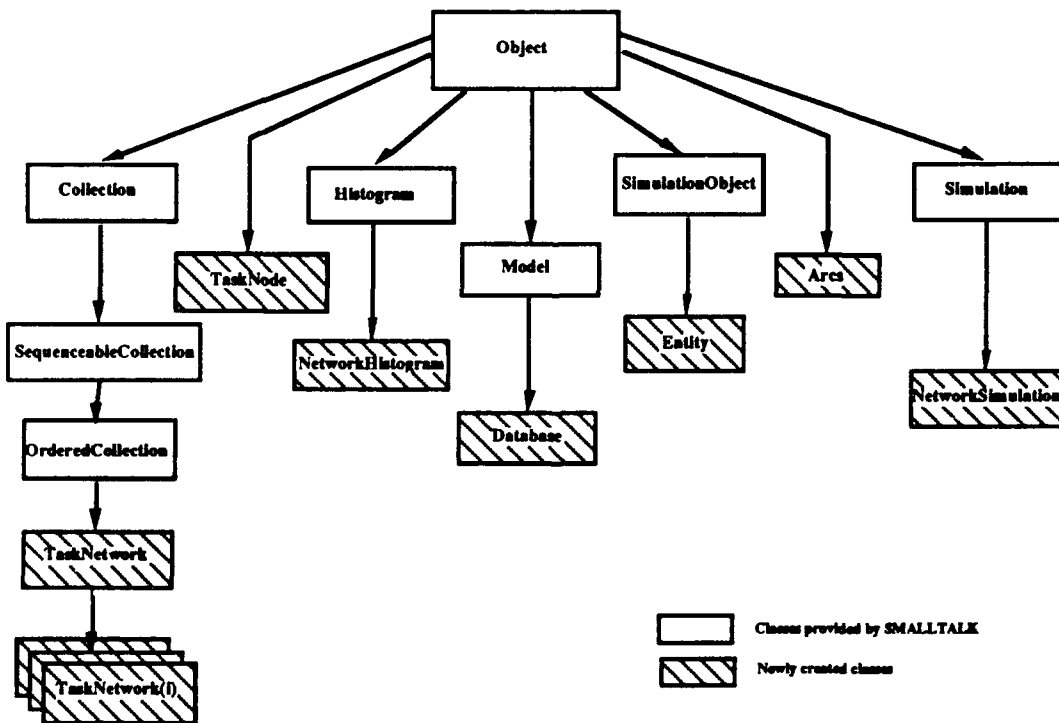 Object
Collection
Histogram
SimulationObject
Simulation
TaskNode
Model
Arcs
SequenceableCollection
NetworkHistogram
Entity
NetworkSimulation
Database
OrderedCollection
TaskNetwork
TaskNetwork(i)
Classes provided by SMALLTALK
Newly created classes